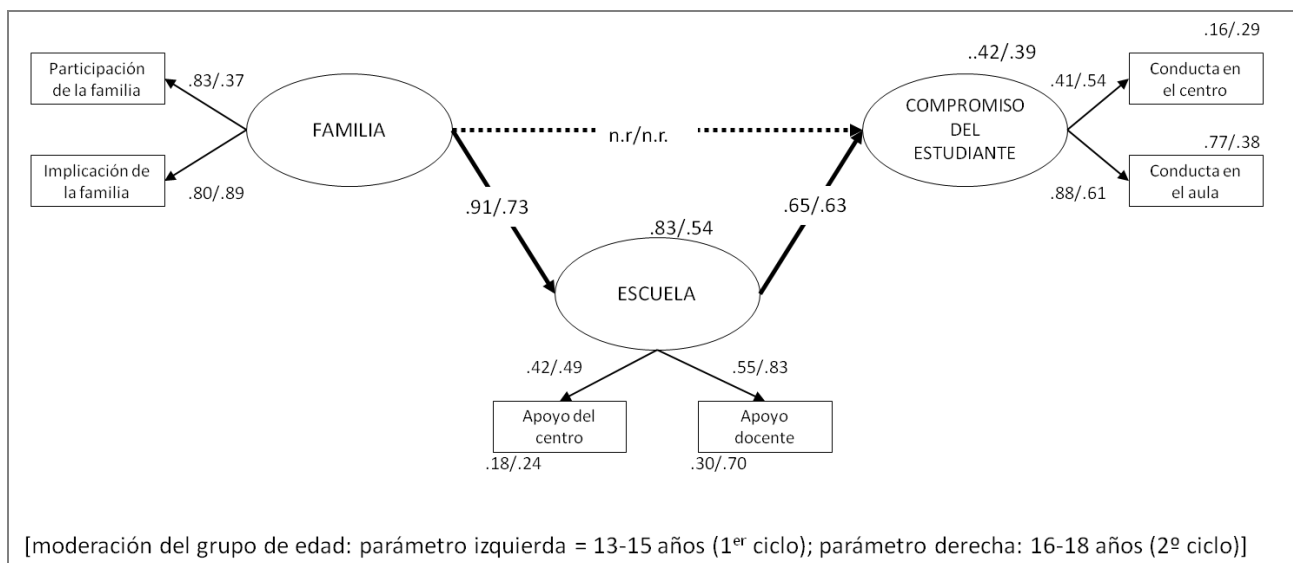 .16/.29
Participación
de la familia
.83/.37
..42/.39
.41/.54
Conducta en
el centro
FAMILIA
n.r/n.r.
COMPROMISO
DEL
ESTUDIANTE
.77/.38
Implicación de
la familia
.80/.89
.88/.61
Conducta en
el aula
.91/.73
.65/.63
.83/.54
ESCUELA
.42/.49
.55/.83
Apoyo del
centro
Apoyo
docente
.18/.24
.30/.70
[moderación del grupo de edad: parámetro izquierda = 13-15 años (1er ciclo); parámetro derecha: 16-18 años (2º ciclo)]